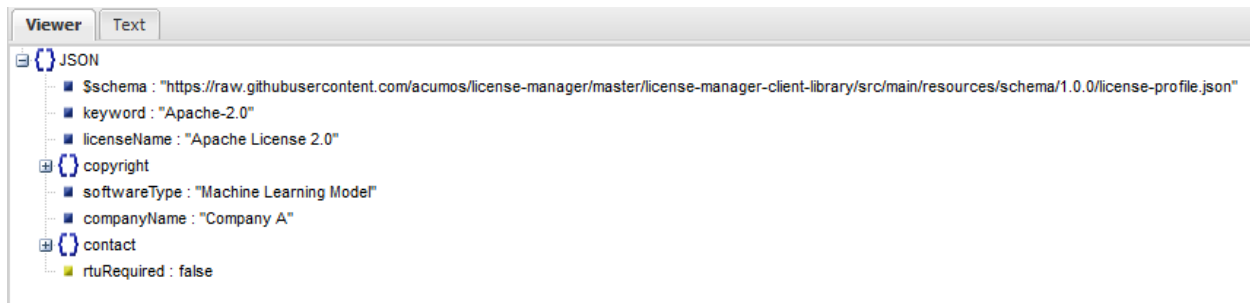 Viewer Text
JSON
$schema : "https://raw.githubusercontent.com/acumos/license-manager/master/license-manager-client-library/src/main/resources/schema/1.0.0/license-profile.json"
keyword : "Apache-2.0"
licenseName : "Apache License 2.0"
copyright
softwareType : "Machine Learning Model"
companyName : "Company A"
contact
rtuRequired : false